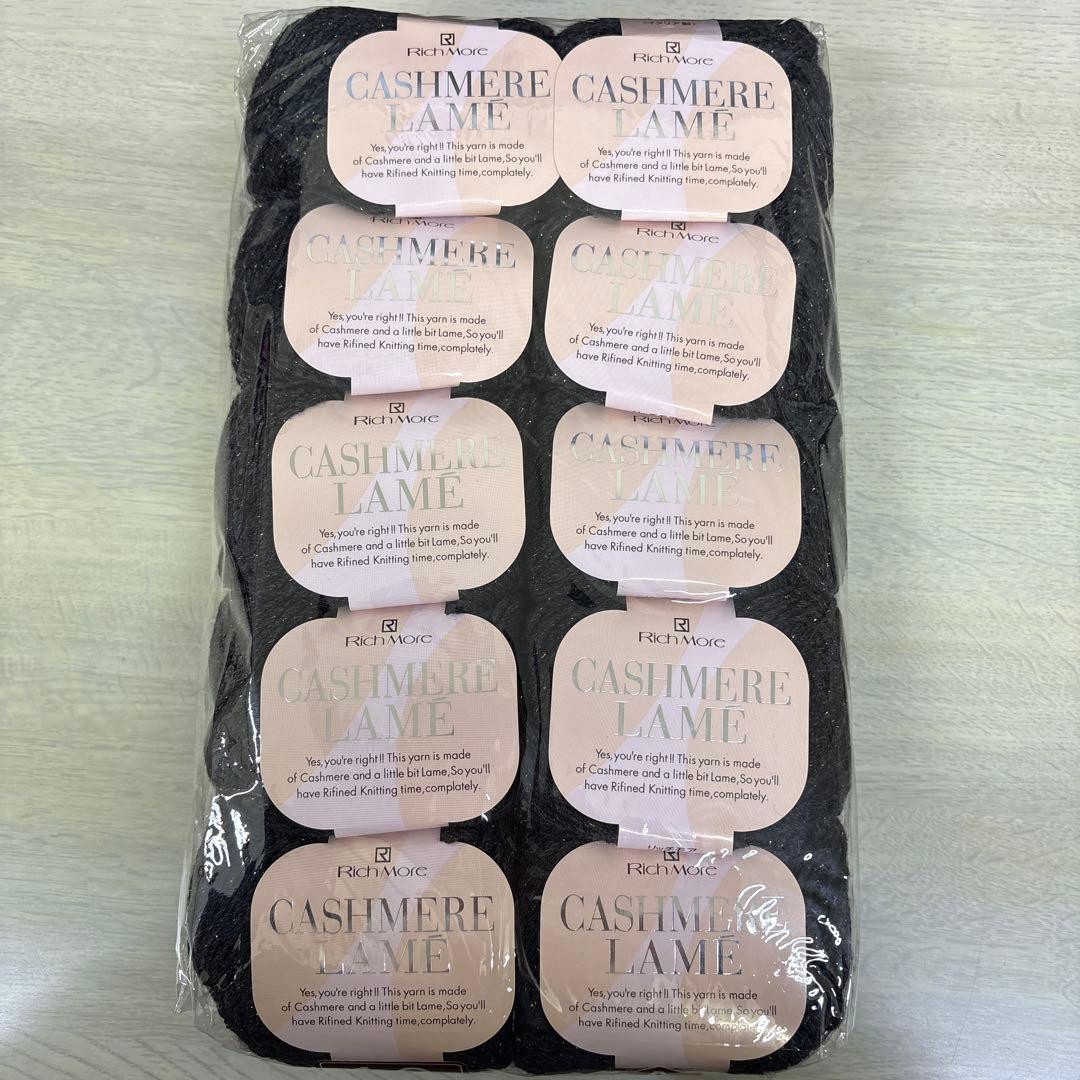 (イタリア製)
Rich More
CASHMERE
LAMÉ
Yes, you're right!! This yarn is made
of Cashmere and a little bit Lame, So you'll
have Rifined Knitting time, complately.
Rich More
CASHMERE
LAMÉ
Yes, you're right!! This yarn is made
of Cashmere and a little bit Lame, So you'll
have Rifined Knitting time, complately.
Rich More
CASHMERE
LAMÉ
Yes, you're right!! This yarn is made
of Cashmere and a little bit Lame, So you'll
have Rifined Knitting time, complately.
Rich More
CASHMERE
LAMÉ
Yes, you're right!! This yarn is made
of Cashmere and a little bit Lame, So you'll
have Rifined Knitting time, complately.
Rich More
CASHMERE
LAMÉ
Yes, you're right!! This yarn is made
of Cashmere and a little bit Lame, So you'll
have Rifined Knitting time, complately.
Rich More
CASHMERE
LAMÉ
Yes, you're right!! This yarn is made
of Cashmere and a little bit Lame, So you'll
have Rifined Knitting time, complately.
Rich More
CASHMERE
LAMÉ
Yes, you're right!! This yarn is made
of Cashmere and a little bit Lame, So you'll
have Rifined Knitting time, complately.
Rich More
CASHMERE
LAMÉ
Yes, you're right!! This yarn is made
of Cashmere and a little bit Lame, So you'll
have Rifined Knitting time, complately.
Rich More
CASHMERE
LAMÉ
Yes, you're right!! This yarn is made
of Cashmere and a little bit Lame, So you'll
have Rifined Knitting time, complately.
リッチモア
Rich More
CASHMERE
LAMÉ
Yes, you're right!! This yarn is made
of Cashmere and a little bit Lame, So you'll
have Rifined Knitting time, complately.